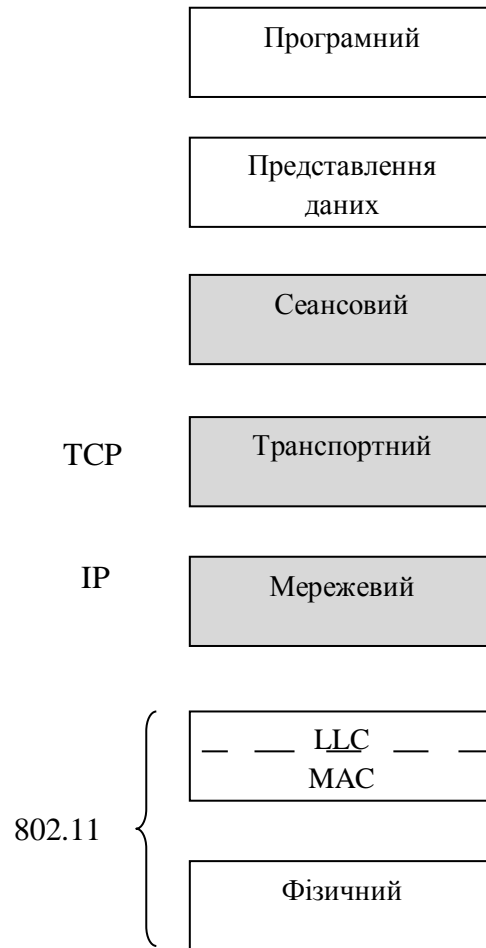 Програмний
Представлення
даних
Сеансовий
TCP
Транспортний
IP
Мережевий
LLC
MAC
802.11
Фізичний